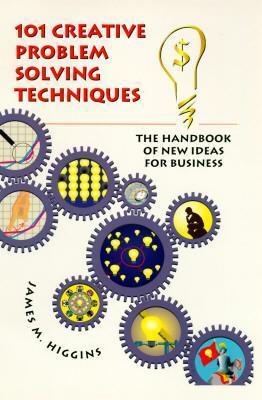 101 CREATIVE
PROBLEM
SOLVING
TECHNIQUES
$
THE HANDBOOK
OF NEW IDEAS
FOR BUSINESS
JAMES M. HIGGINS